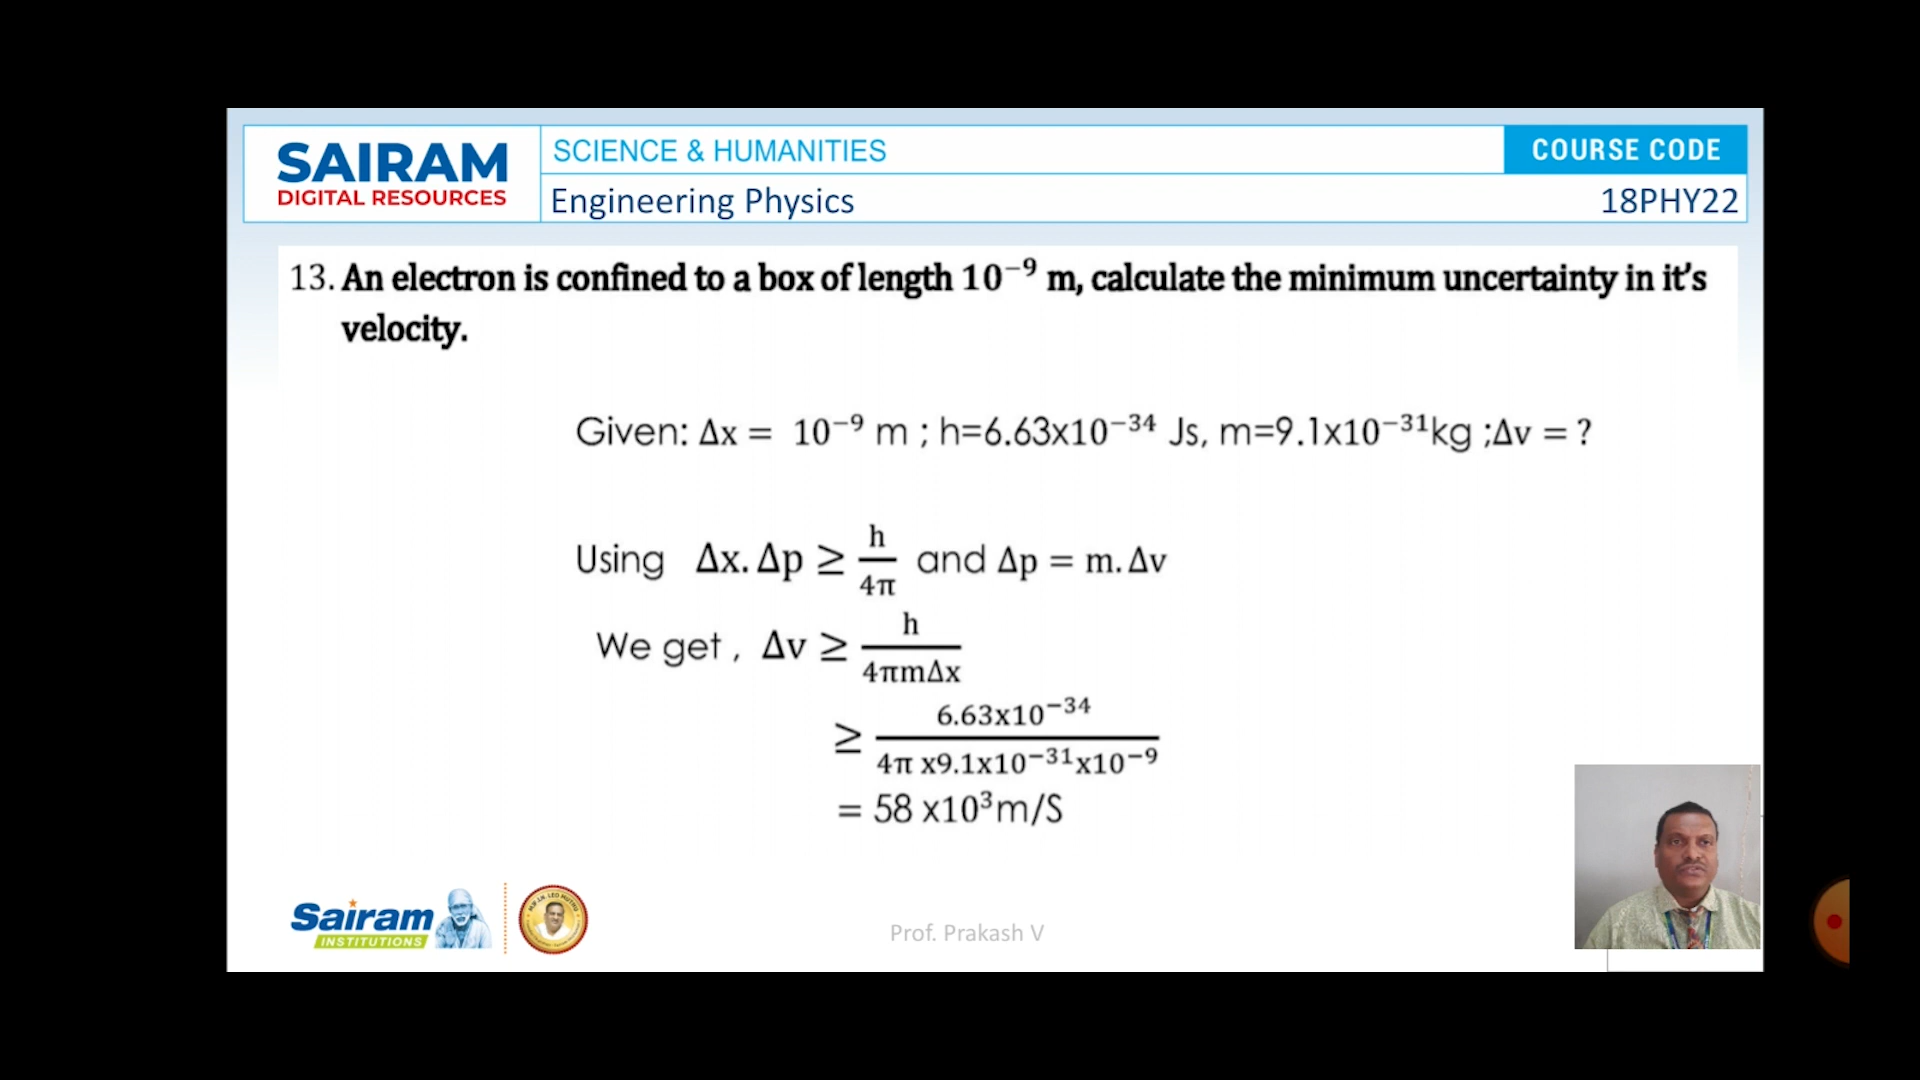 SAIRAM
DIGITAL RESOURCES
SCIENCE & HUMANITIES
COURSE CODE
Engineering Physics
18PHY22
13. An electron is confined to a box of length 10⁻⁹ m, calculate the minimum uncertainty in it's
velocity.
Given: Δx = 10⁻⁹ m ; h=6.63x10⁻³⁴ Js, m=9.1x10⁻³¹kg ;Δv = ?
Using Δx. Δp ≥ h/4π and Δp = m. Δv
We get , Δv ≥ h/4πmΔx
≥ 6.63x10⁻³⁴/4π x9.1x10⁻³¹x10⁻⁹
= 58 x10³m/S
Sairam
INSTITUTIONS
Prof. Prakash V